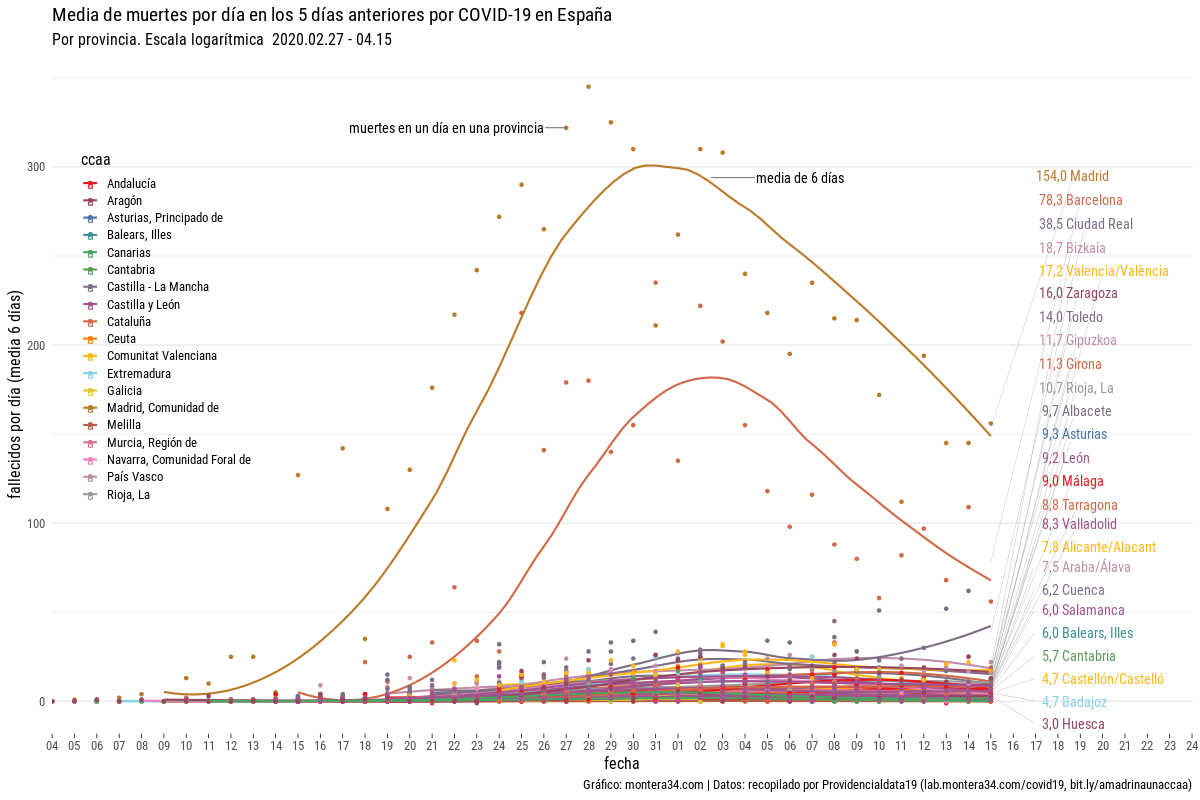 Media de muertes por día en los 5 días anteriores por COVID-19 en España
Por provincia. Escala logarítmica 2020.02.27 - 04.15
muertes en un día en una provincia
media de 6 días
ccaa
Andalucía
Aragón
Asturias, Principado de
Balears, Illes
Canarias
Cantabria
Castilla - La Mancha
Castilla y León
Cataluña
Ceuta
Comunitat Valenciana
Extremadura
Galicia
Madrid, Comunidad de
Melilla
Murcia, Región de
Navarra, Comunidad Foral de
País Vasco
Rioja, La
fallecidos por día (media 6 días)
300
200
100
0
154,0 Madrid
78,3 Barcelona
38,5 Ciudad Real
18,7 Bizkaia
17,2 Valencia/València
16,0 Zaragoza
14,0 Toledo
11,7 Gipuzkoa
11,3 Girona
10,7 Rioja, La
9,7 Albacete
9,3 Asturias
9,2 León
9,0 Málaga
8,8 Tarragona
8,3 Valladolid
7,8 Alicante/Alacant
7,5 Araba/Álava
6,2 Cuenca
6,0 Salamanca
6,0 Balears, Illes
5,7 Cantabria
4,7 Castellón/Castelló
4,7 Badajoz
3,0 Huesca
04 05 06 07 08 09 10 11 12 13 14 15 16 17 18 19 20 21 22 23 24 25 26 27 28 29 30 31 01 02 03 04 05 06 07 08 09 10 11 12 13 14 15 16 17 18 19 20 21 22 23 24
fecha
Gráfico: montera34.com | Datos: recopilado por Providencialdata19 (lab.montera34.com/covid19, bit.ly/amadrinaunaccaa)